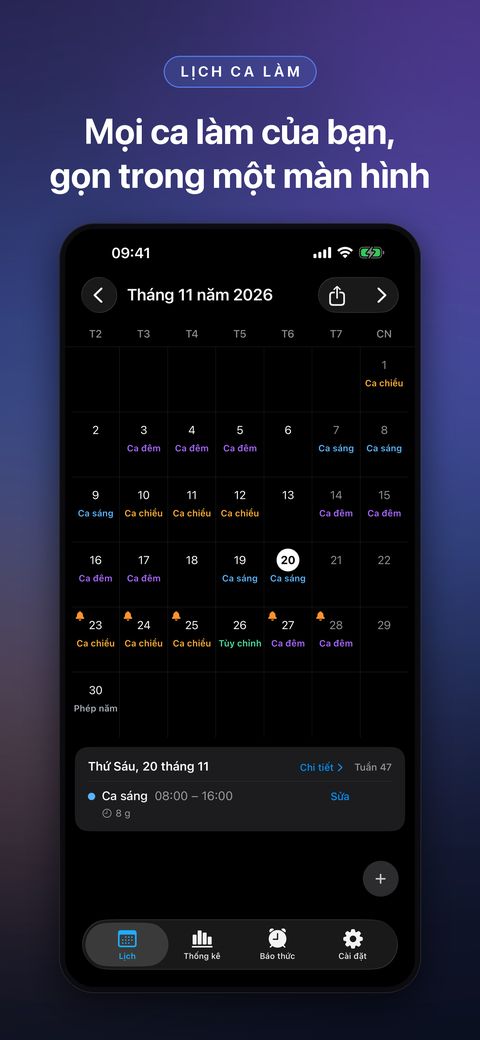 LỊCH CA LÀM
Mọi ca làm của bạn,
gọn trong một màn hình
09:41
Tháng 11 năm 2026
T2 T3 T4 T5 T6 T7 CN
1
Ca chiều
2 3 4 5 6 7 8
Ca đêm Ca đêm Ca đêm Ca sáng Ca sáng
9 10 11 12 13 14 15
Ca sáng Ca chiều Ca chiều Ca chiều Ca đêm Ca đêm
16 17 18 19 20 21 22
Ca đêm Ca đêm Ca sáng Ca sáng
23 24 25 26 27 28 29
Ca chiều Ca chiều Ca chiều Tùy chỉnh Ca đêm Ca đêm
30
Phép năm
Thứ Sáu, 20 tháng 11 Chi tiết Tuần 47
Ca sáng 08:00 – 16:00 Sửa
8 g
Lịch Thống kê Báo thức Cài đặt